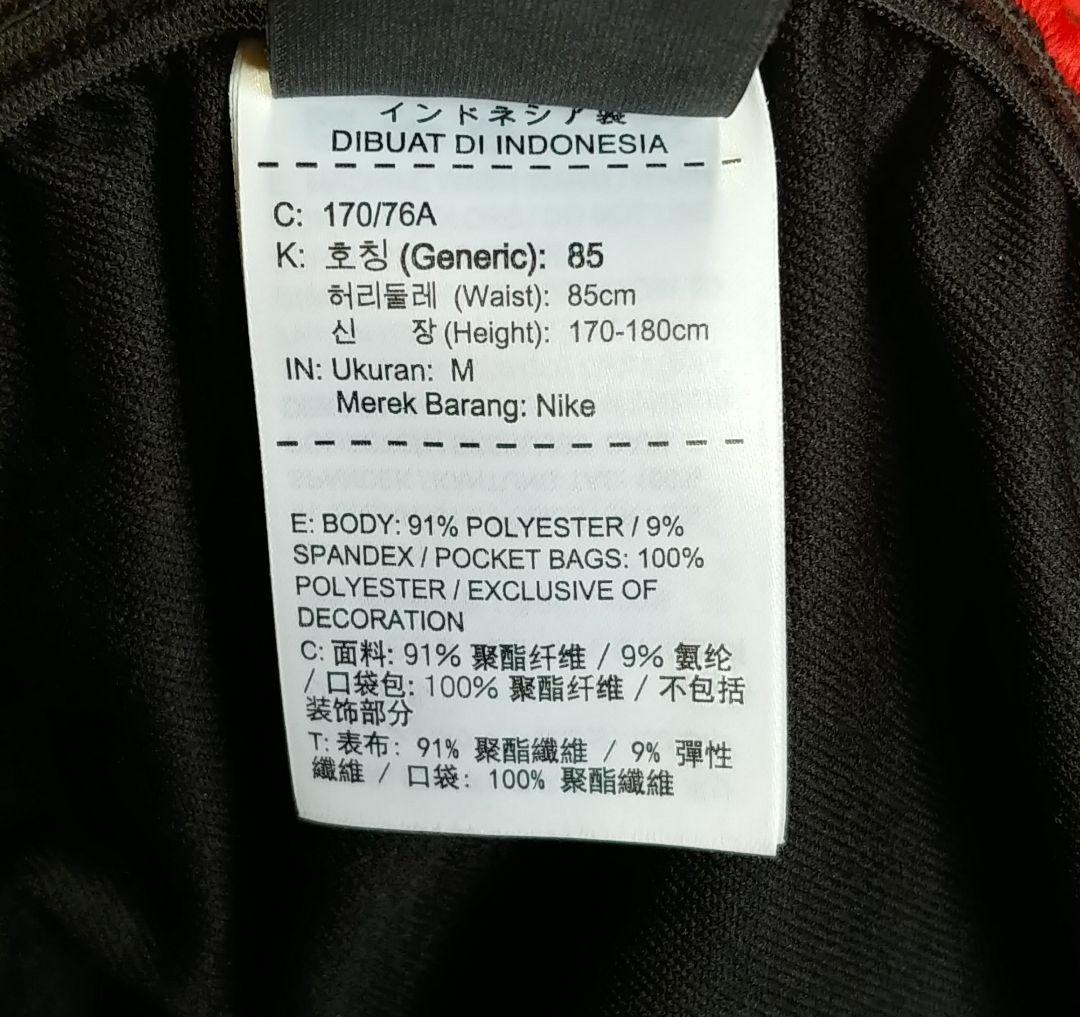 インドネシア製
DIBUAT DI INDONESIA
C: 170/76A
K: 호칭 (Generic): 85
허리둘레 (Waist): 85cm
신 장 (Height): 170-180cm
IN: Ukuran: M
Merek Barang: Nike
E: BODY: 91% POLYESTER / 9%
SPANDEX / POCKET BAGS: 100%
POLYESTER / EXCLUSIVE OF
DECORATION
C: 面料: 91% 聚酯纤维 / 9% 氨纶
/ 口袋包: 100% 聚酯纤维 / 不包括
装饰部分
T: 表布: 91% 聚酯纖維 / 9% 彈性
纖維 / 口袋: 100% 聚酯纖維